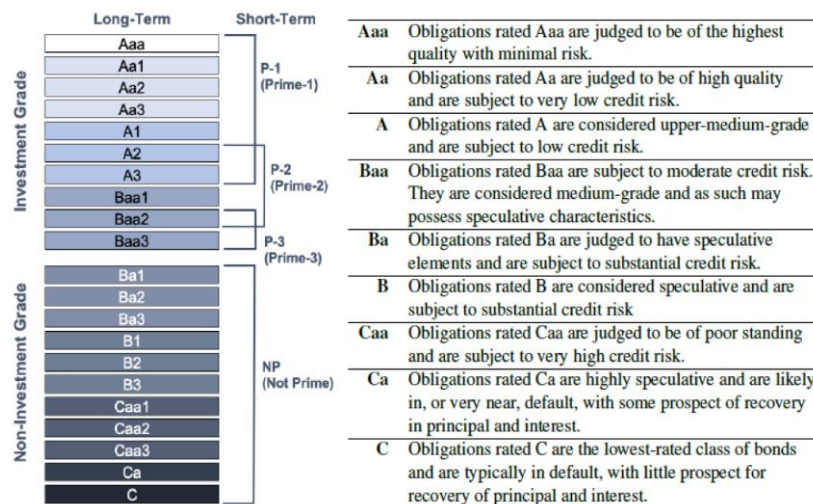 Long-Term
Short-Term
Investment Grade
Aaa
Aa1
Aa2
Aa3
A1
A2
A3
Baa1
Baa2
Baa3
P-1
(Prime-1)
P-2
(Prime-2)
P-3
(Prime-3)
Non-Investment Grade
Ba1
Ba2
Ba3
B1
B2
B3
Caa1
Caa2
Caa3
Ca
C
NP
(Not Prime)
Aaa Obligations rated Aaa are judged to be of the highest
quality with minimal risk.
Aa Obligations rated Aa are judged to be of high quality
and are subject to very low credit risk.
A Obligations rated A are considered upper-medium-grade
and are subject to low credit risk.
Baa Obligations rated Baa are subject to moderate credit risk.
They are considered medium-grade and as such may
possess speculative characteristics.
Ba Obligations rated Ba are judged to have speculative
elements and are subject to substantial credit risk.
B Obligations rated B are considered speculative and are
subject to substantial credit risk
Caa Obligations rated Caa are judged to be of poor standing
and are subject to very high credit risk.
Ca Obligations rated Ca are highly speculative and are likely
in, or very near, default, with some prospect of recovery
in principal and interest.
C Obligations rated C are the lowest-rated class of bonds
and are typically in default, with little prospect for
recovery of principal and interest.